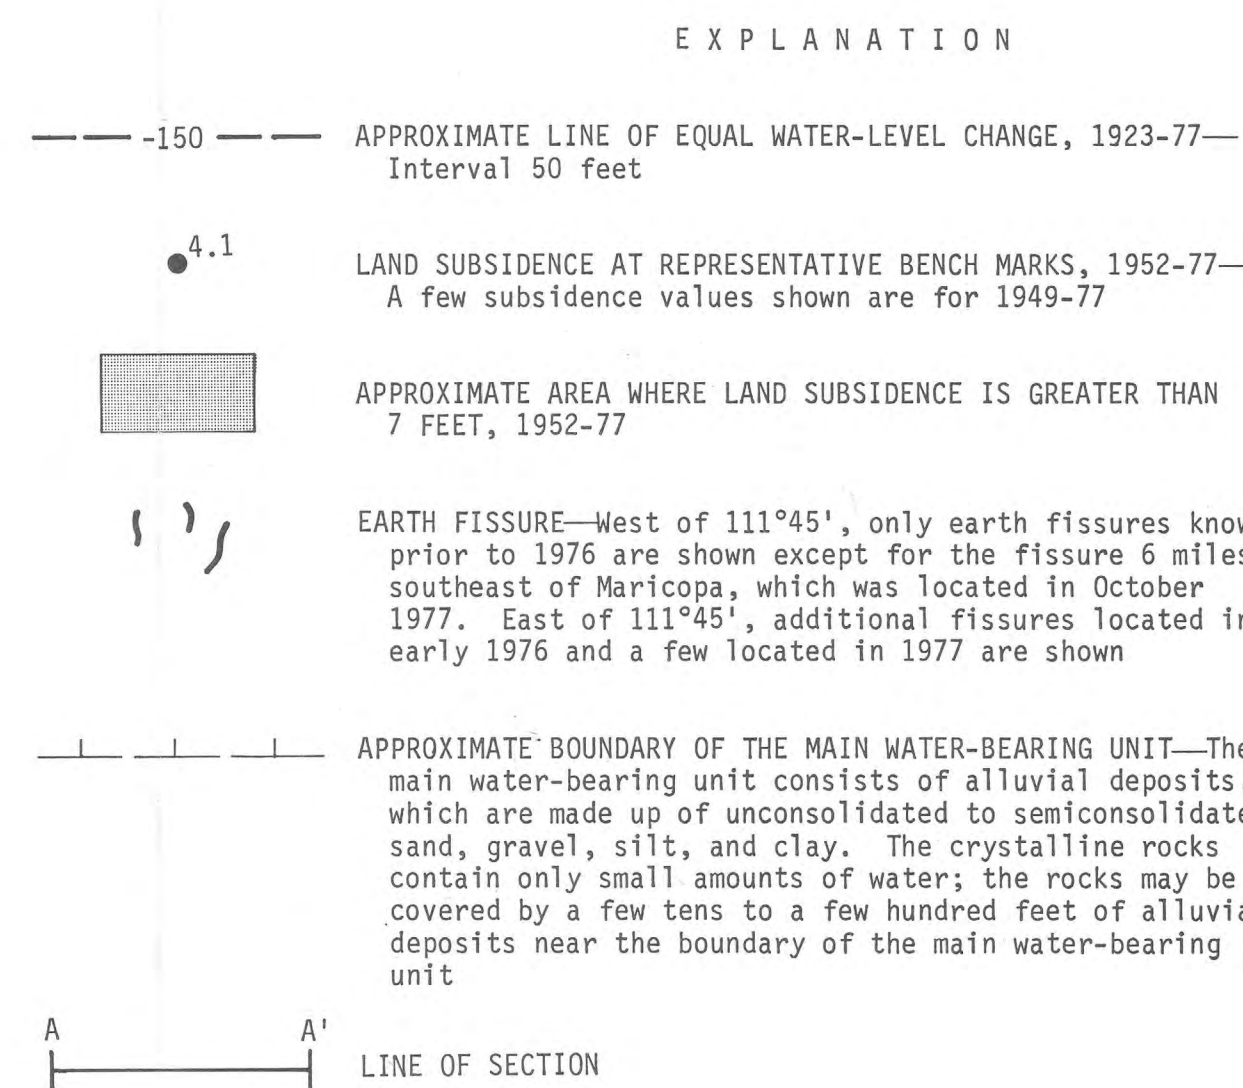 E X P L A N A T I O N
-150 APPROXIMATE LINE OF EQUAL WATER-LEVEL CHANGE, 1923-77—
Interval 50 feet
4.1
LAND SUBSIDENCE AT REPRESENTATIVE BENCH MARKS, 1952-77—
A few subsidence values shown are for 1949-77
APPROXIMATE AREA WHERE LAND SUBSIDENCE IS GREATER THAN
7 FEET, 1952-77
EARTH FISSURE—West of 111°45', only earth fissures know
prior to 1976 are shown except for the fissure 6 miles
southeast of Maricopa, which was located in October
1977. East of 111°45', additional fissures located in
early 1976 and a few located in 1977 are shown
APPROXIMATE BOUNDARY OF THE MAIN WATER-BEARING UNIT—The
main water-bearing unit consists of alluvial deposits
which are made up of unconsolidated to semiconsolidate
sand, gravel, silt, and clay. The crystalline rocks
contain only small amounts of water; the rocks may be
covered by a few tens to a few hundred feet of alluvia
deposits near the boundary of the main water-bearing
unit
A A'
LINE OF SECTION